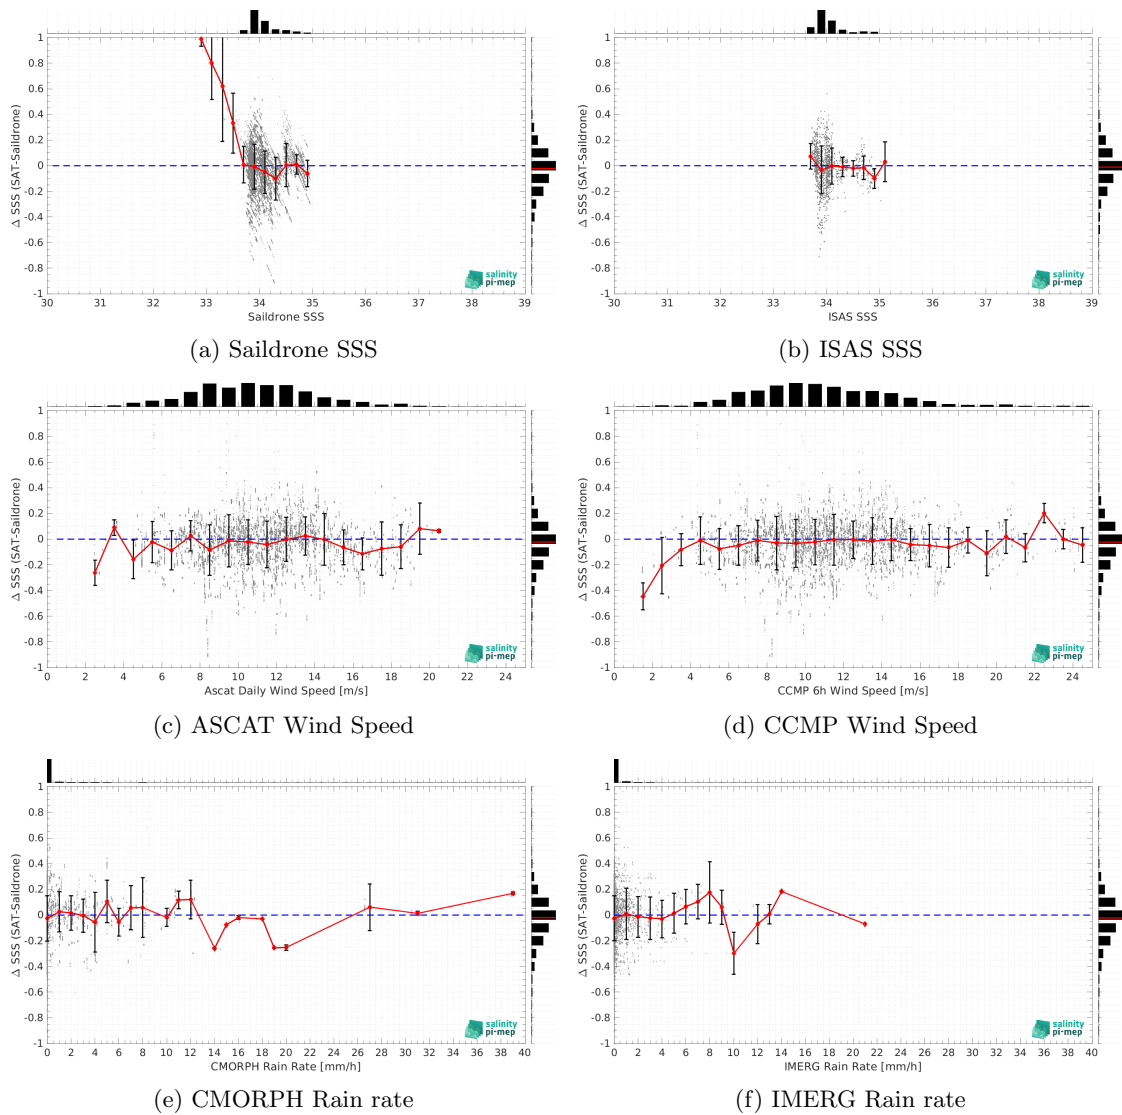 1
0.8
0.6
0.4
0.2
0
-0.2
-0.4
-0.6
-0.8
-1
Δ SSS (SAT-Saildrone)
30 31 32 33 34 35 36 37 38 39
Saildrone SSS
salinity
pi-mep
(a) Saildrone SSS
1
0.8
0.6
0.4
0.2
0
-0.2
-0.4
-0.6
-0.8
-1
Δ SSS (SAT-Saildrone)
30 31 32 33 34 35 36 37 38 39
ISAS SSS
salinity
pi-mep
(b) ISAS SSS
1
0.8
0.6
0.4
0.2
0
-0.2
-0.4
-0.6
-0.8
-1
Δ SSS (SAT-Saildrone)
0 2 4 6 8 10 12 14 16 18 20 22 24
Ascat Daily Wind Speed [m/s]
salinity
pi-mep
(c) ASCAT Wind Speed
1
0.8
0.6
0.4
0.2
0
-0.2
-0.4
-0.6
-0.8
-1
Δ SSS (SAT-Saildrone)
0 2 4 6 8 10 12 14 16 18 20 22 24
CCMP 6h Wind Speed [m/s]
salinity
pi-mep
(d) CCMP Wind Speed
1
0.8
0.6
0.4
0.2
0
-0.2
-0.4
-0.6
-0.8
-1
Δ SSS (SAT-Saildrone)
0 2 4 6 8 10 12 14 16 18 20 22 24 26 28 30 32 34 36 38 40
CMORPH Rain Rate [mm/h]
salinity
pi-mep
(e) CMORPH Rain rate
1
0.8
0.6
0.4
0.2
0
-0.2
-0.4
-0.6
-0.8
-1
Δ SSS (SAT-Saildrone)
0 2 4 6 8 10 12 14 16 18 20 22 24 26 28 30 32 34 36 38 40
IMERG Rain Rate [mm/h]
salinity
pi-mep
(f) IMERG Rain rate